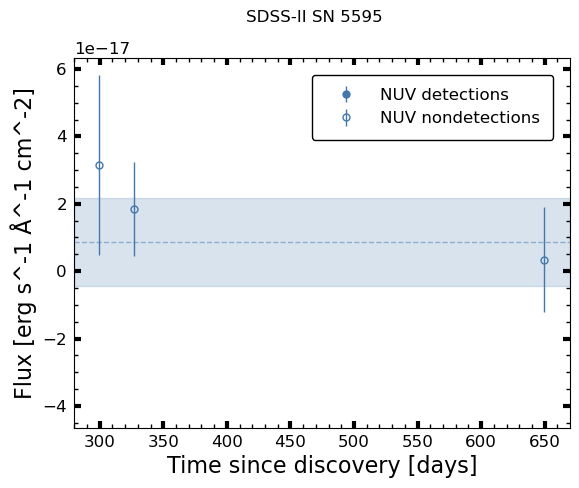 SDSS-II SN 5595
1e−17
NUV detections
NUV nondetections
6
4
2
0
−2
−4
Flux [erg s^-1 Å^-1 cm^-2]
300 350 400 450 500 550 600 650
Time since discovery [days]